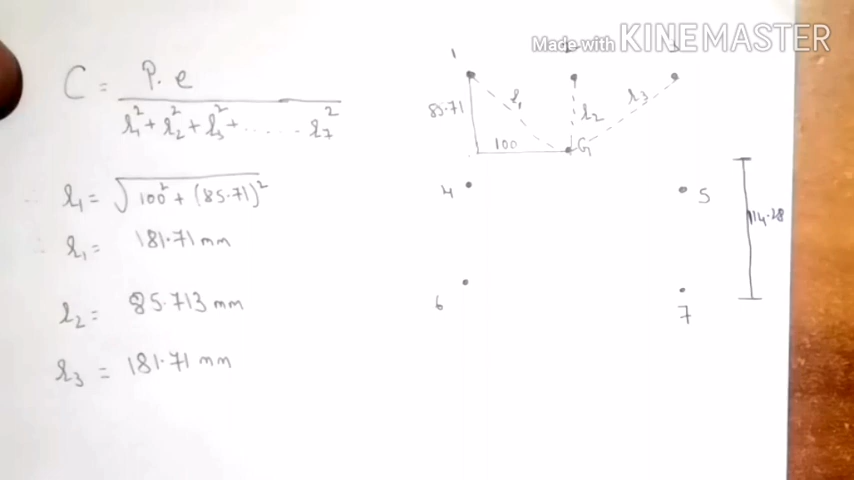 Made with KINEMASTER
C = P. e
l₁² + l₂² + l₃² + ...... l₇²
l₁ = √100² + (85.71)²
l₁ = 181.71 mm
l₂ = 85.713 mm
l₃ = 181.71 mm
1
3
85.71
l₁
l₂
l₃
100
G
4
5
114.28
6
7